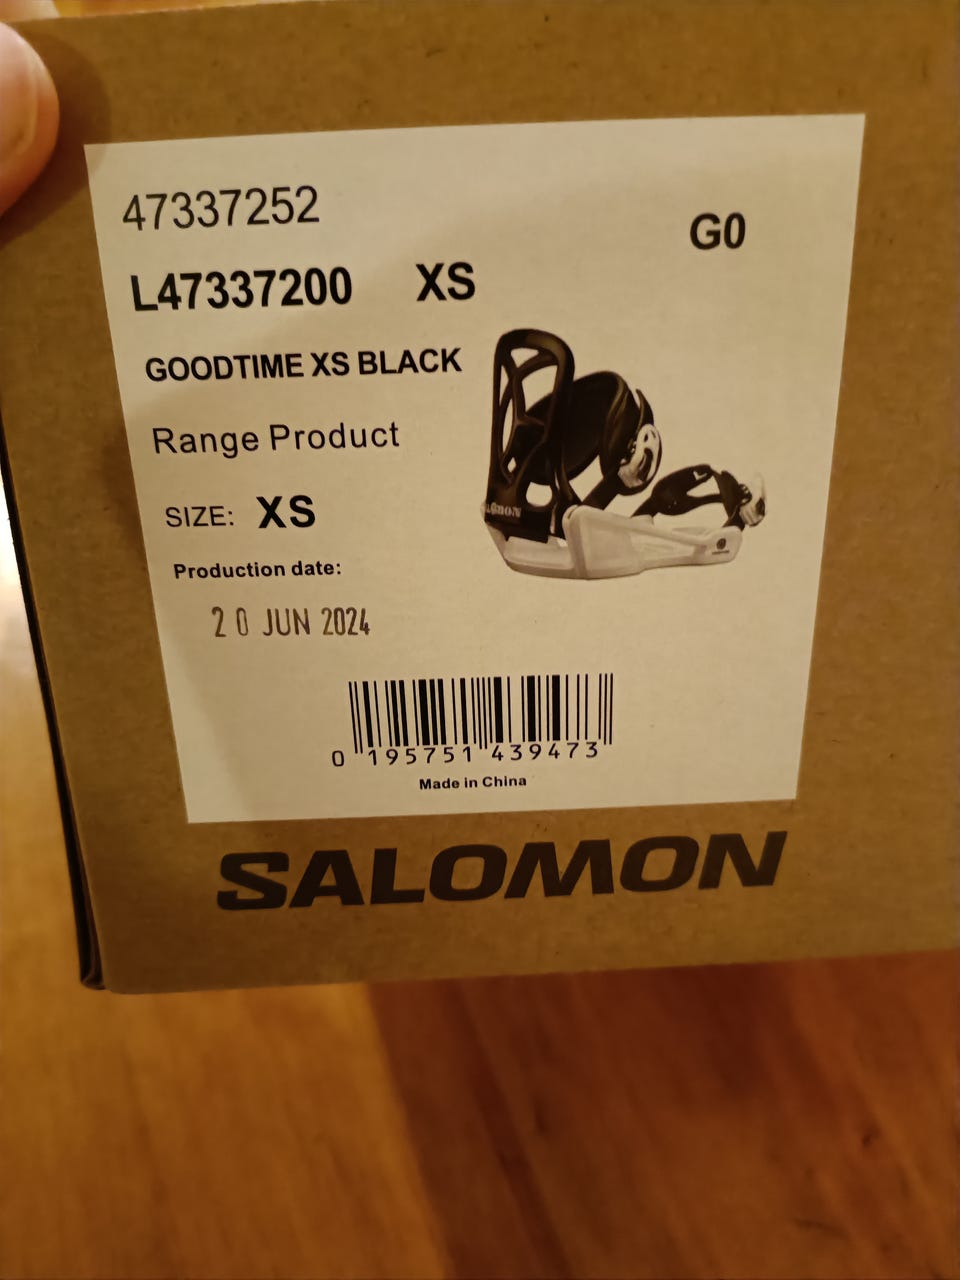 47337252
G0
L47337200 XS
GOODTIME XS BLACK
Range Product
SIZE: XS
Production date:
20 JUN 2024
0 195751 439473
Made in China
SALOMON